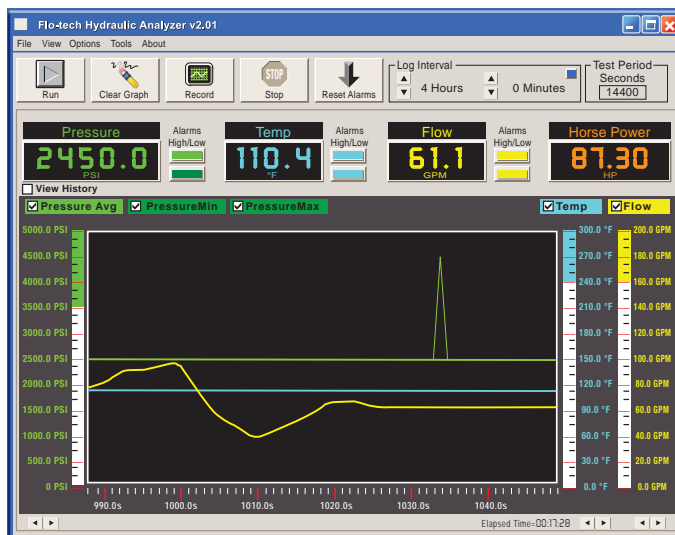 Flo-tech Hydraulic Analyzer v2.01
File View Options Tools About
Run
Clear Graph
Record
STOP
Stop
Reset Alarms
Log Interval
4 Hours
0 Minutes
Test Period
Seconds
14400
Pressure
2450.0
PSI
Alarms
High/Low
Temp
110.4
°F
Alarms
High/Low
Flow
61.1
GPM
Alarms
High/Low
Horse Power
87.30
HP
View History
Pressure Avg
PressureMin
PressureMax
Temp
Flow
5000.0 PSI
4500.0 PSI
4000.0 PSI
3500.0 PSI
3000.0 PSI
2500.0 PSI
2000.0 PSI
1500.0 PSI
1000.0 PSI
500.0 PSI
0 PSI
300.0 °F
270.0 °F
240.0 °F
210.0 °F
180.0 °F
150.0 °F
120.0 °F
90.0 °F
60.0 °F
30.0 °F
0.0 °F
200.0 GPM
180.0 GPM
160.0 GPM
140.0 GPM
120.0 GPM
100.0 GPM
80.0 GPM
60.0 GPM
40.0 GPM
20.0 GPM
0.0 GPM
990.0s
1000.0s
1010.0s
1020.0s
1030.0s
1040.0s
Elapsed Time=00:17:28